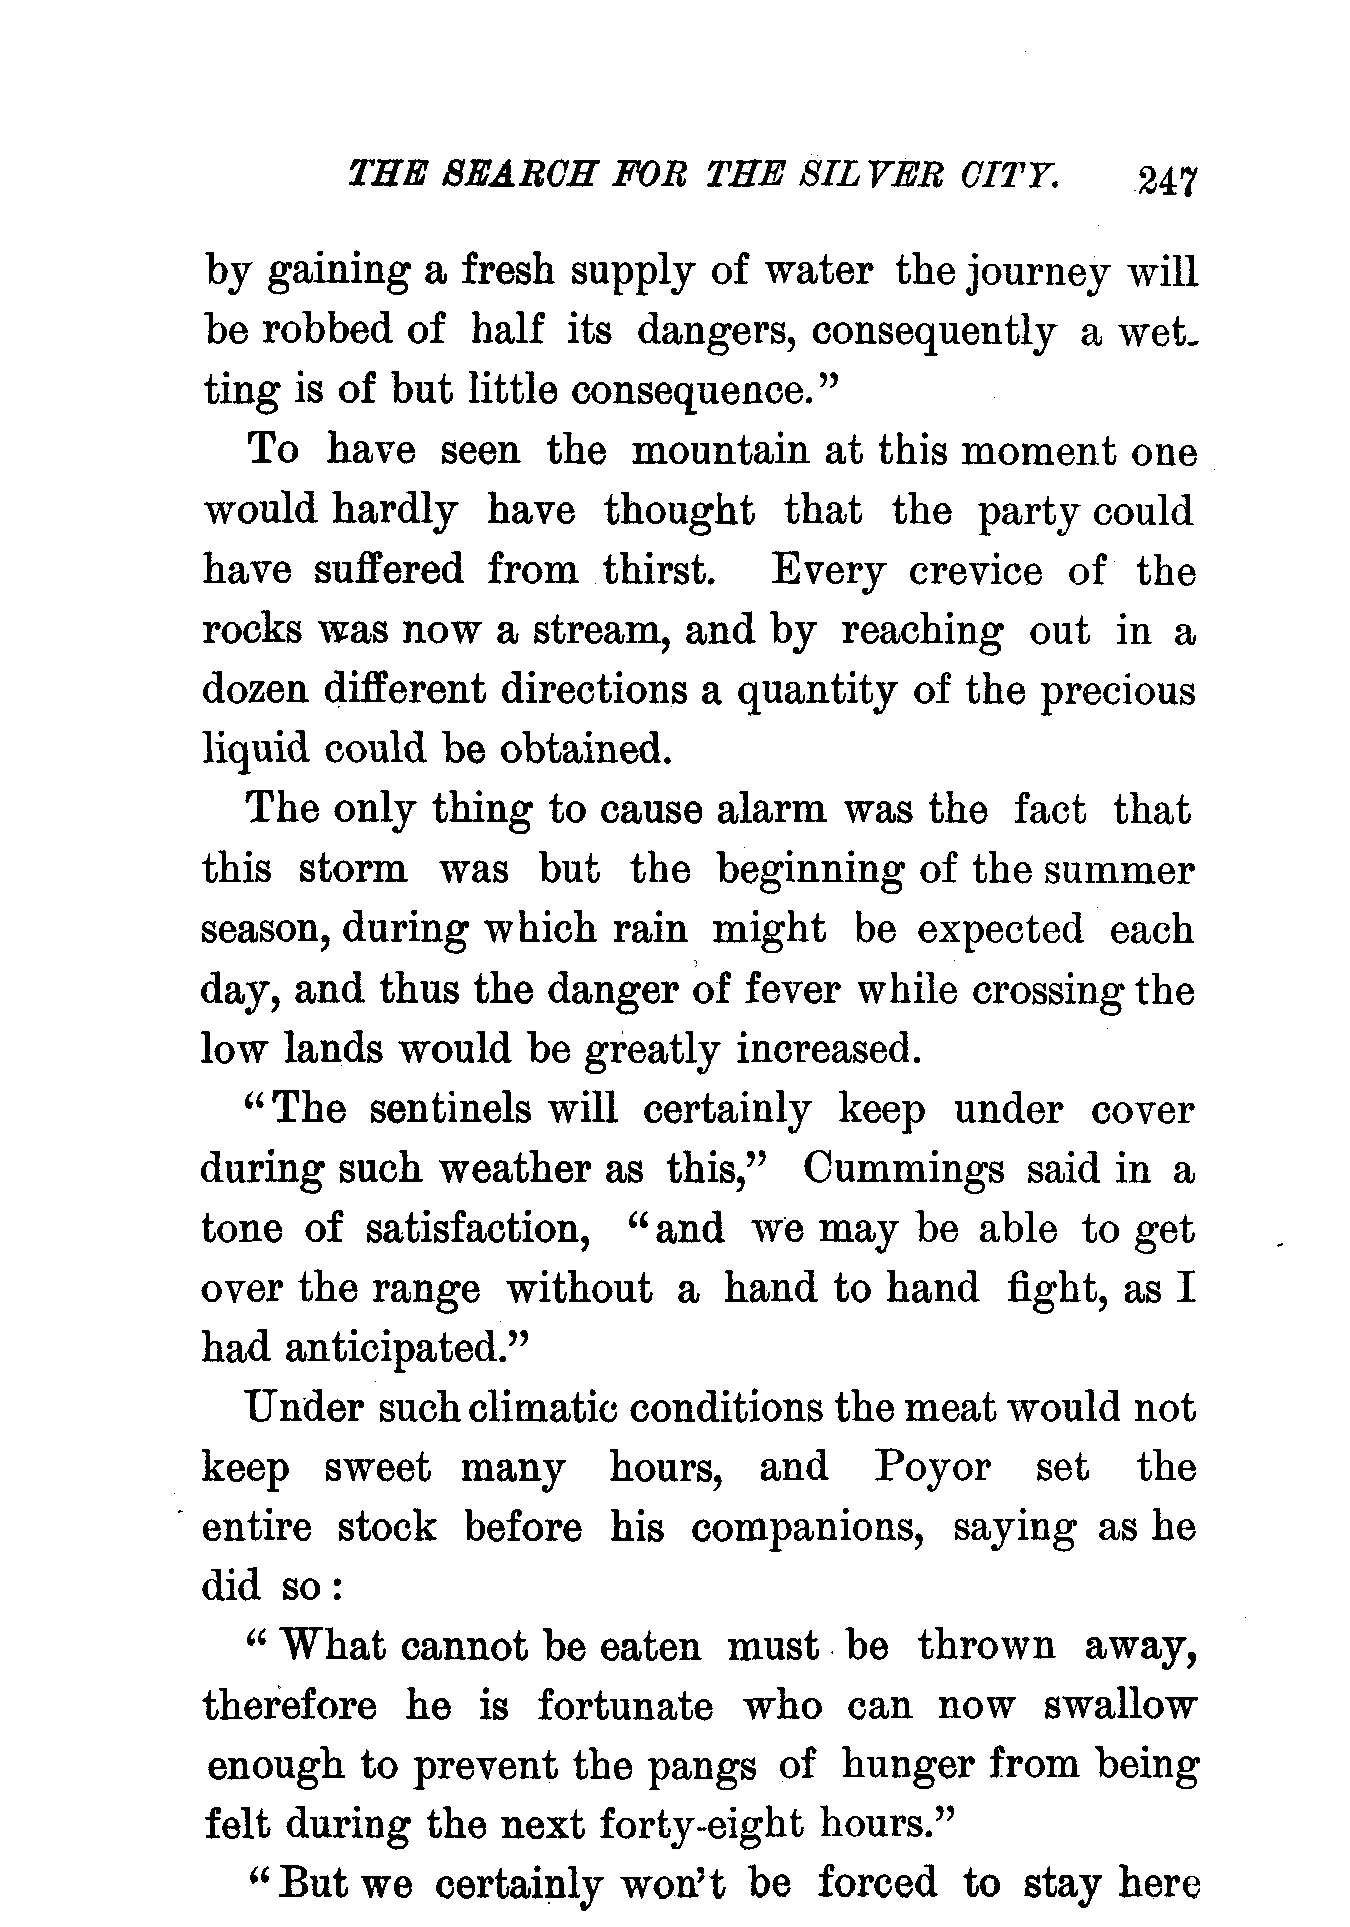 THE SEARCH FOR THE SILVER CITY. 247
by gaining a fresh supply of water the journey will
be robbed of half its dangers, consequently a wet-
ting is of but little consequence."
To have seen the mountain at this moment one
would hardly have thought that the party could
have suffered from thirst. Every crevice of the
rocks was now a stream, and by reaching out in a
dozen different directions a quantity of the precious
liquid could be obtained.
The only thing to cause alarm was the fact that
this storm was but the beginning of the summer
season, during which rain might be expected each
day, and thus the danger of fever while crossing the
low lands would be greatly increased.
"The sentinels will certainly keep under cover
during such weather as this," Cummings said in a
tone of satisfaction, "and we may be able to get
over the range without a hand to hand fight, as I
had anticipated."
Under such climatic conditions the meat would not
keep sweet many hours, and Poyor set the
entire stock before his companions, saying as he
did so:
"What cannot be eaten must be thrown away,
therefore he is fortunate who can now swallow
enough to prevent the pangs of hunger from being
felt during the next forty-eight hours."
"But we certainly won't be forced to stay here